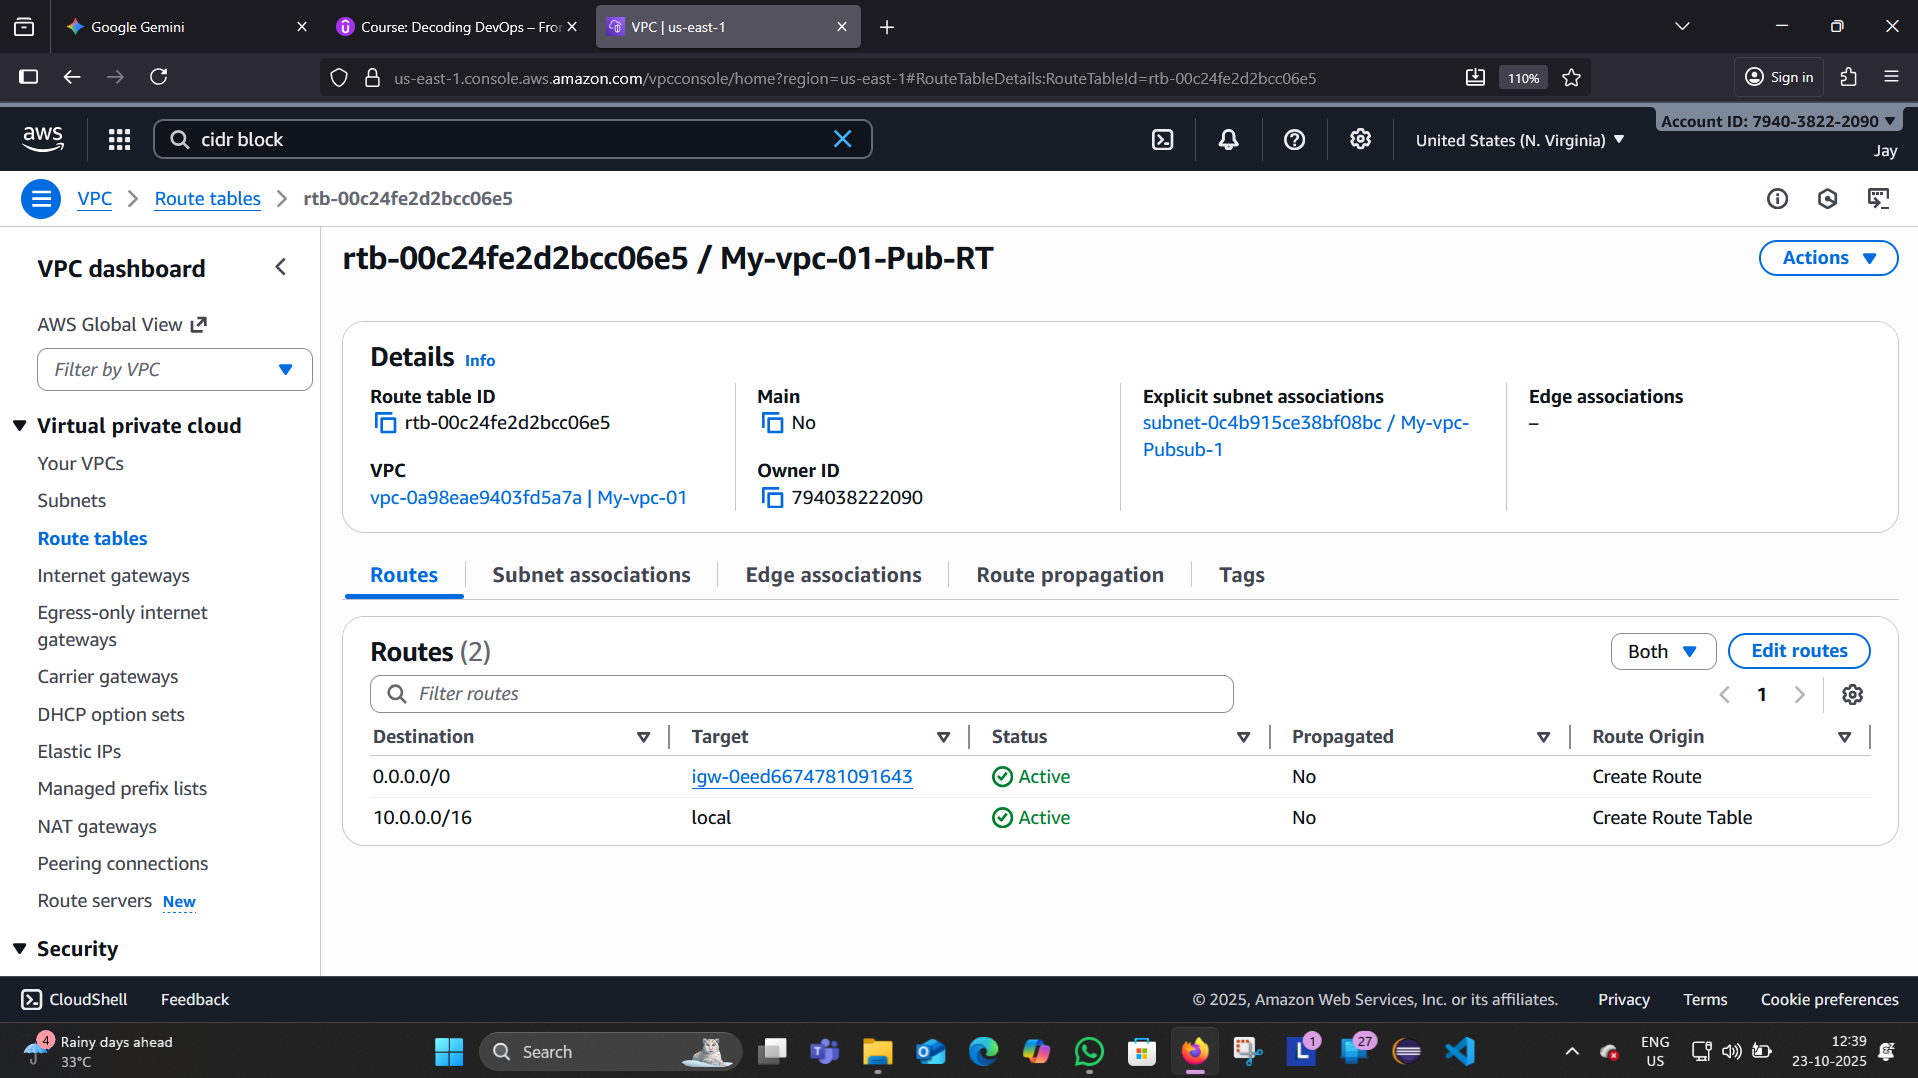 Google Gemini
Course: Decoding DevOps – Fror
VPC | us-east-1
us-east-1.console.aws.amazon.com/vpcconsole/home?region=us-east-1#RouteTableDetails:RouteTableId=rtb-00c24fe2d2bcc06e5
110%
Sign in
aws
cidr block
United States (N. Virginia)
Account ID: 7940-3822-2090
Jay
VPC
Route tables
rtb-00c24fe2d2bcc06e5
VPC dashboard
AWS Global View
Filter by VPC
Virtual private cloud
Your VPCs
Subnets
Route tables
Internet gateways
Egress-only internet
gateways
Carrier gateways
DHCP option sets
Elastic IPs
Managed prefix lists
NAT gateways
Peering connections
Route servers New
Security
rtb-00c24fe2d2bcc06e5 / My-vpc-01-Pub-RT
Actions
Details Info
Route table ID
rtb-00c24fe2d2bcc06e5
VPC
vpc-0a98eae9403fd5a7a | My-vpc-01
Main
No
Owner ID
794038222090
Explicit subnet associations
subnet-0c4b915ce38bf08bc / My-vpc-
Pubsub-1
Edge associations
–
Routes
Subnet associations
Edge associations
Route propagation
Tags
Routes (2)
Both
Edit routes
Filter routes
1
Destination Target Status Propagated Route Origin
0.0.0.0/0 igw-0eed6674781091643 Active No Create Route
10.0.0.0/16 local Active No Create Route Table
CloudShell
Feedback
© 2025, Amazon Web Services, Inc. or its affiliates.
Privacy
Terms
Cookie preferences
4
Rainy days ahead
33°C
Search
L
1
27
ENG
US
12:39
23-10-2025